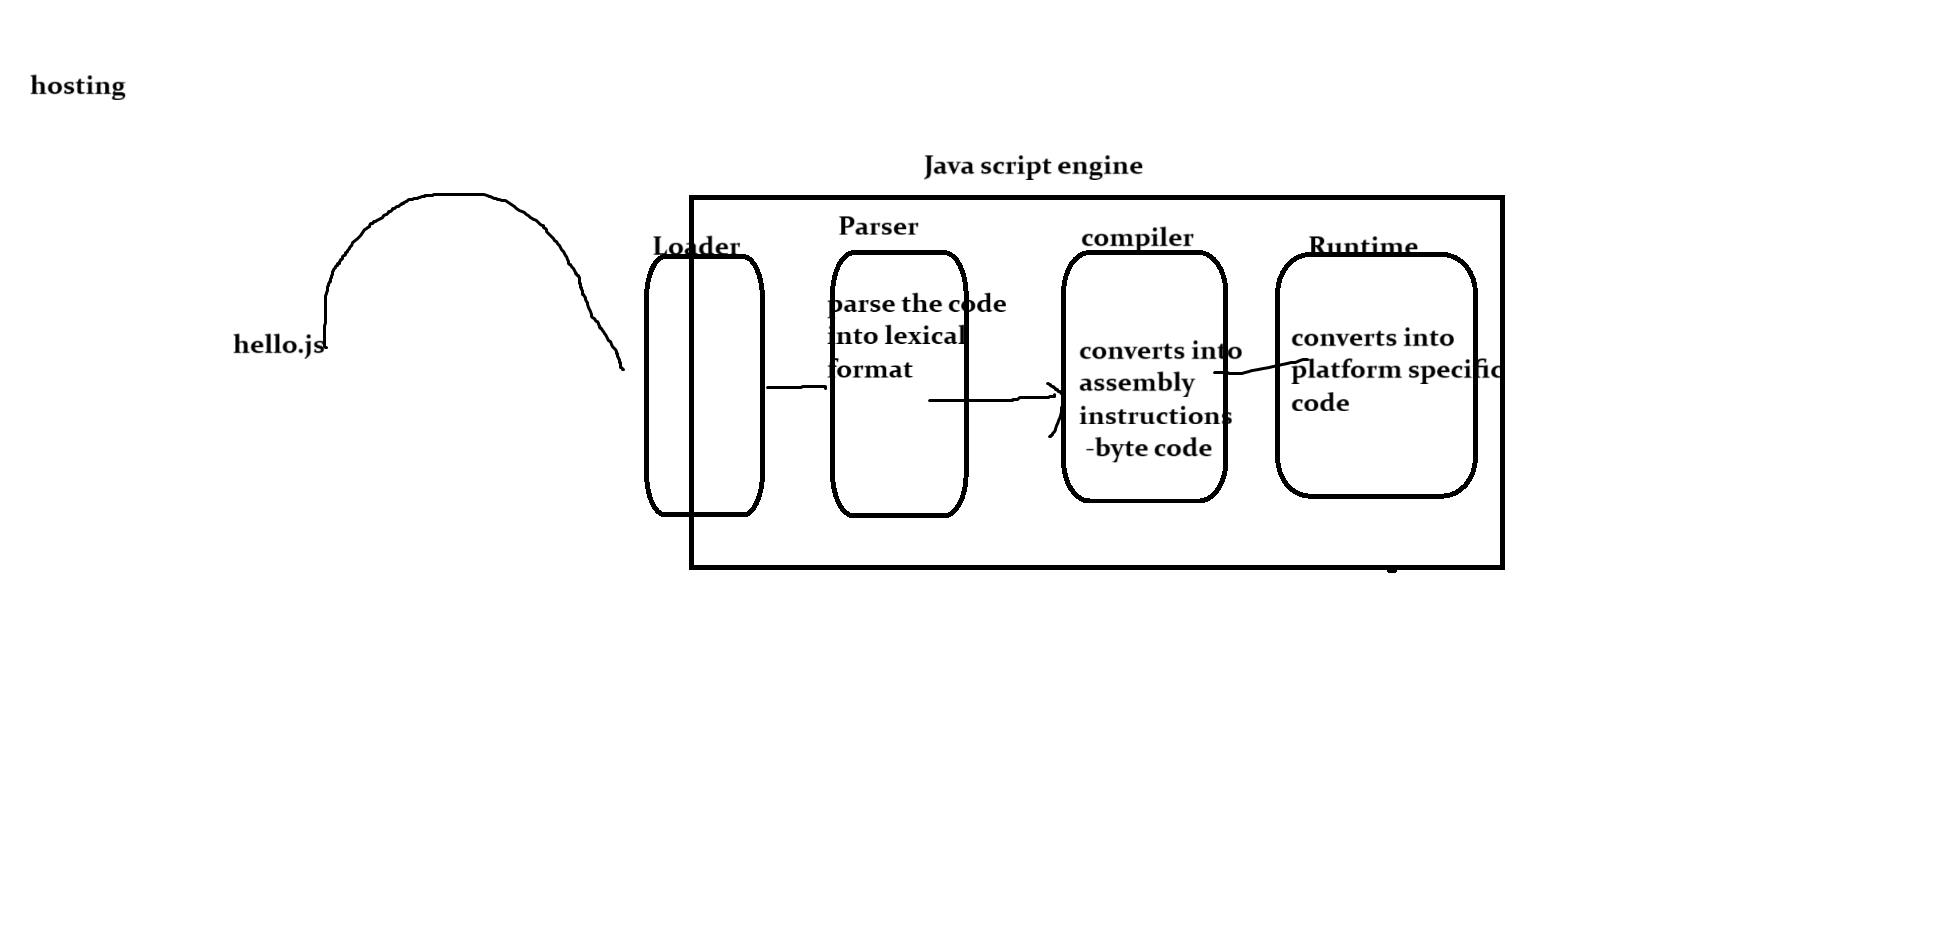 hosting
Java script engine
Loader
Parser
compiler
Runtime
hello.js
parse the code
into lexical
format
converts into
assembly
instructions
-byte code
converts into
platform specific
code